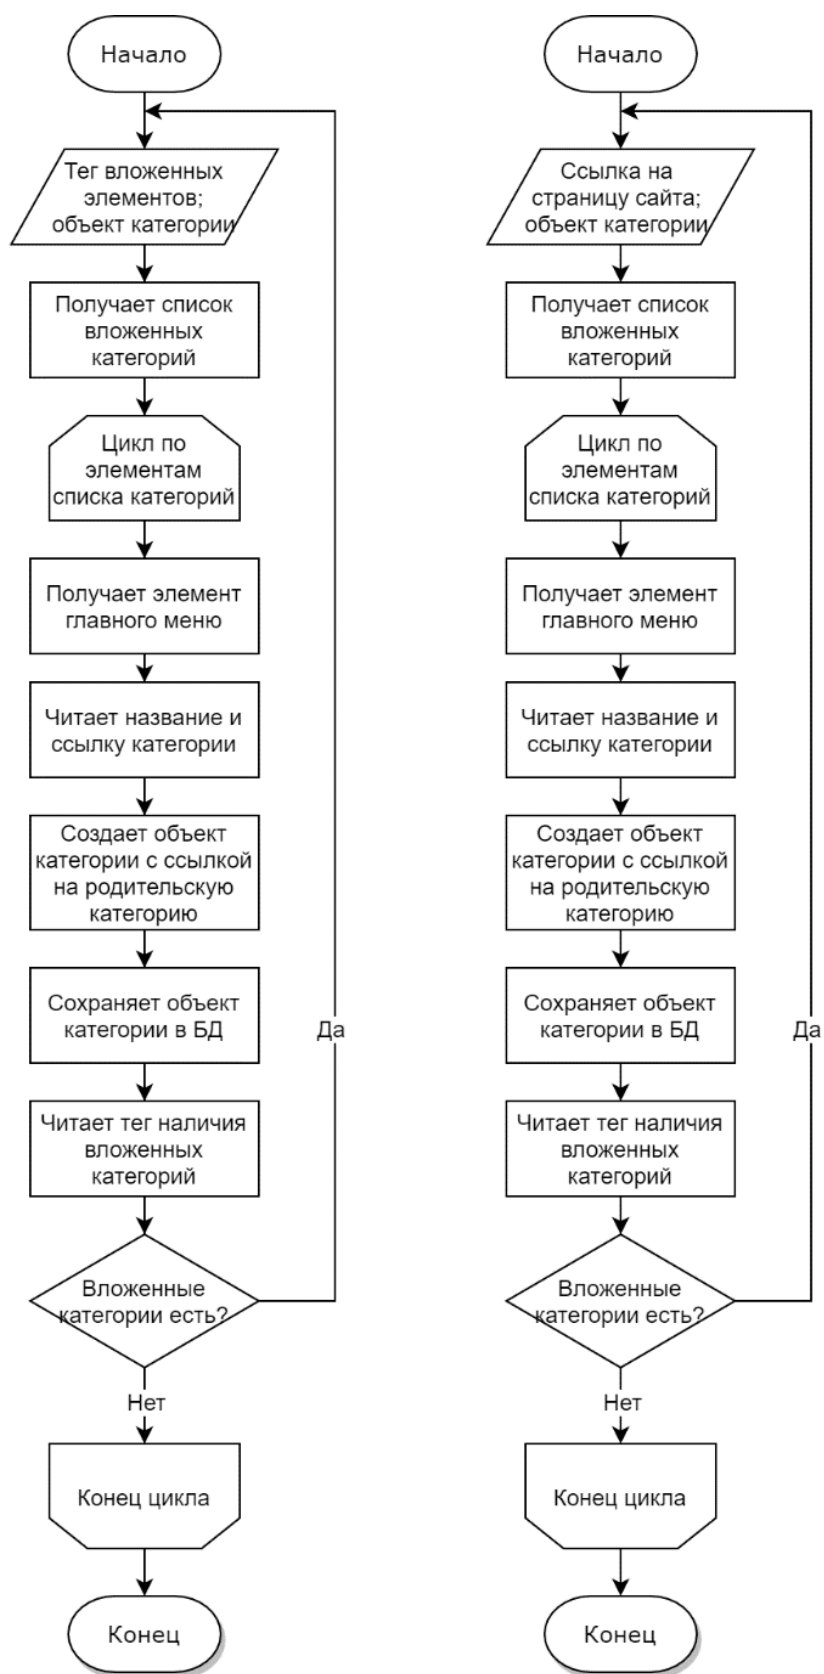 Начало
Тег вложенных
элементов;
объект категории
Получает список
вложенных
категорий
Цикл по
элементам
списка категорий
Получает элемент
главного меню
Читает название и
ссылку категории
Создает объект
категории с ссылкой
на родительскую
категорию
Сохраняет объект
категории в БД
Да
Читает тег наличия
вложенных
категорий
Вложенные
категории есть?
Нет
Конец цикла
Конец
Начало
Ссылка на
страницу сайта;
объект категории
Получает список
вложенных
категорий
Цикл по
элементам
списка категорий
Получает элемент
главного меню
Читает название и
ссылку категории
Создает объект
категории с ссылкой
на родительскую
категорию
Сохраняет объект
категории в БД
Да
Читает тег наличия
вложенных
категорий
Вложенные
категории есть?
Нет
Конец цикла
Конец